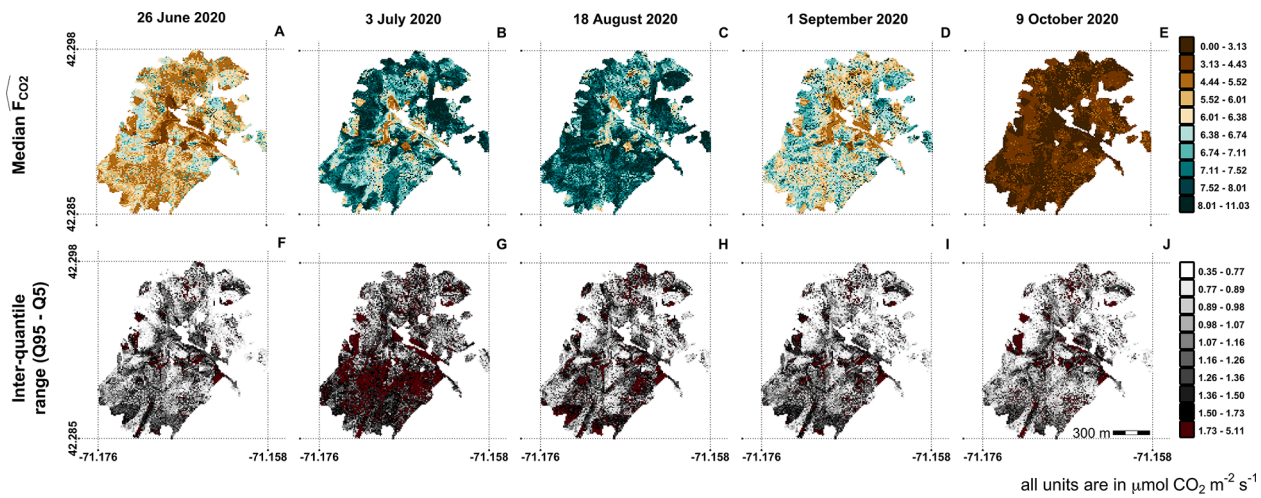 26 June 2020
3 July 2020
18 August 2020
1 September 2020
9 October 2020
A
B
C
D
E
42.298
42.285
Median F̂CO2
0.00 - 3.13
3.13 - 4.43
4.44 - 5.52
5.52 - 6.01
6.01 - 6.38
6.38 - 6.74
6.74 - 7.11
7.11 - 7.52
7.52 - 8.01
8.01 - 11.03
F
G
H
I
J
42.298
42.285
Inter-quantile
range (Q95 - Q5)
0.35 - 0.77
0.77 - 0.89
0.89 - 0.98
0.98 - 1.07
1.07 - 1.16
1.16 - 1.26
1.26 - 1.36
1.36 - 1.50
1.50 - 1.73
1.73 - 5.11
300 m
-71.176
-71.158
-71.176
-71.158
-71.176
-71.158
-71.176
-71.158
-71.176
-71.158
all units are in μmol CO₂ m⁻² s⁻¹